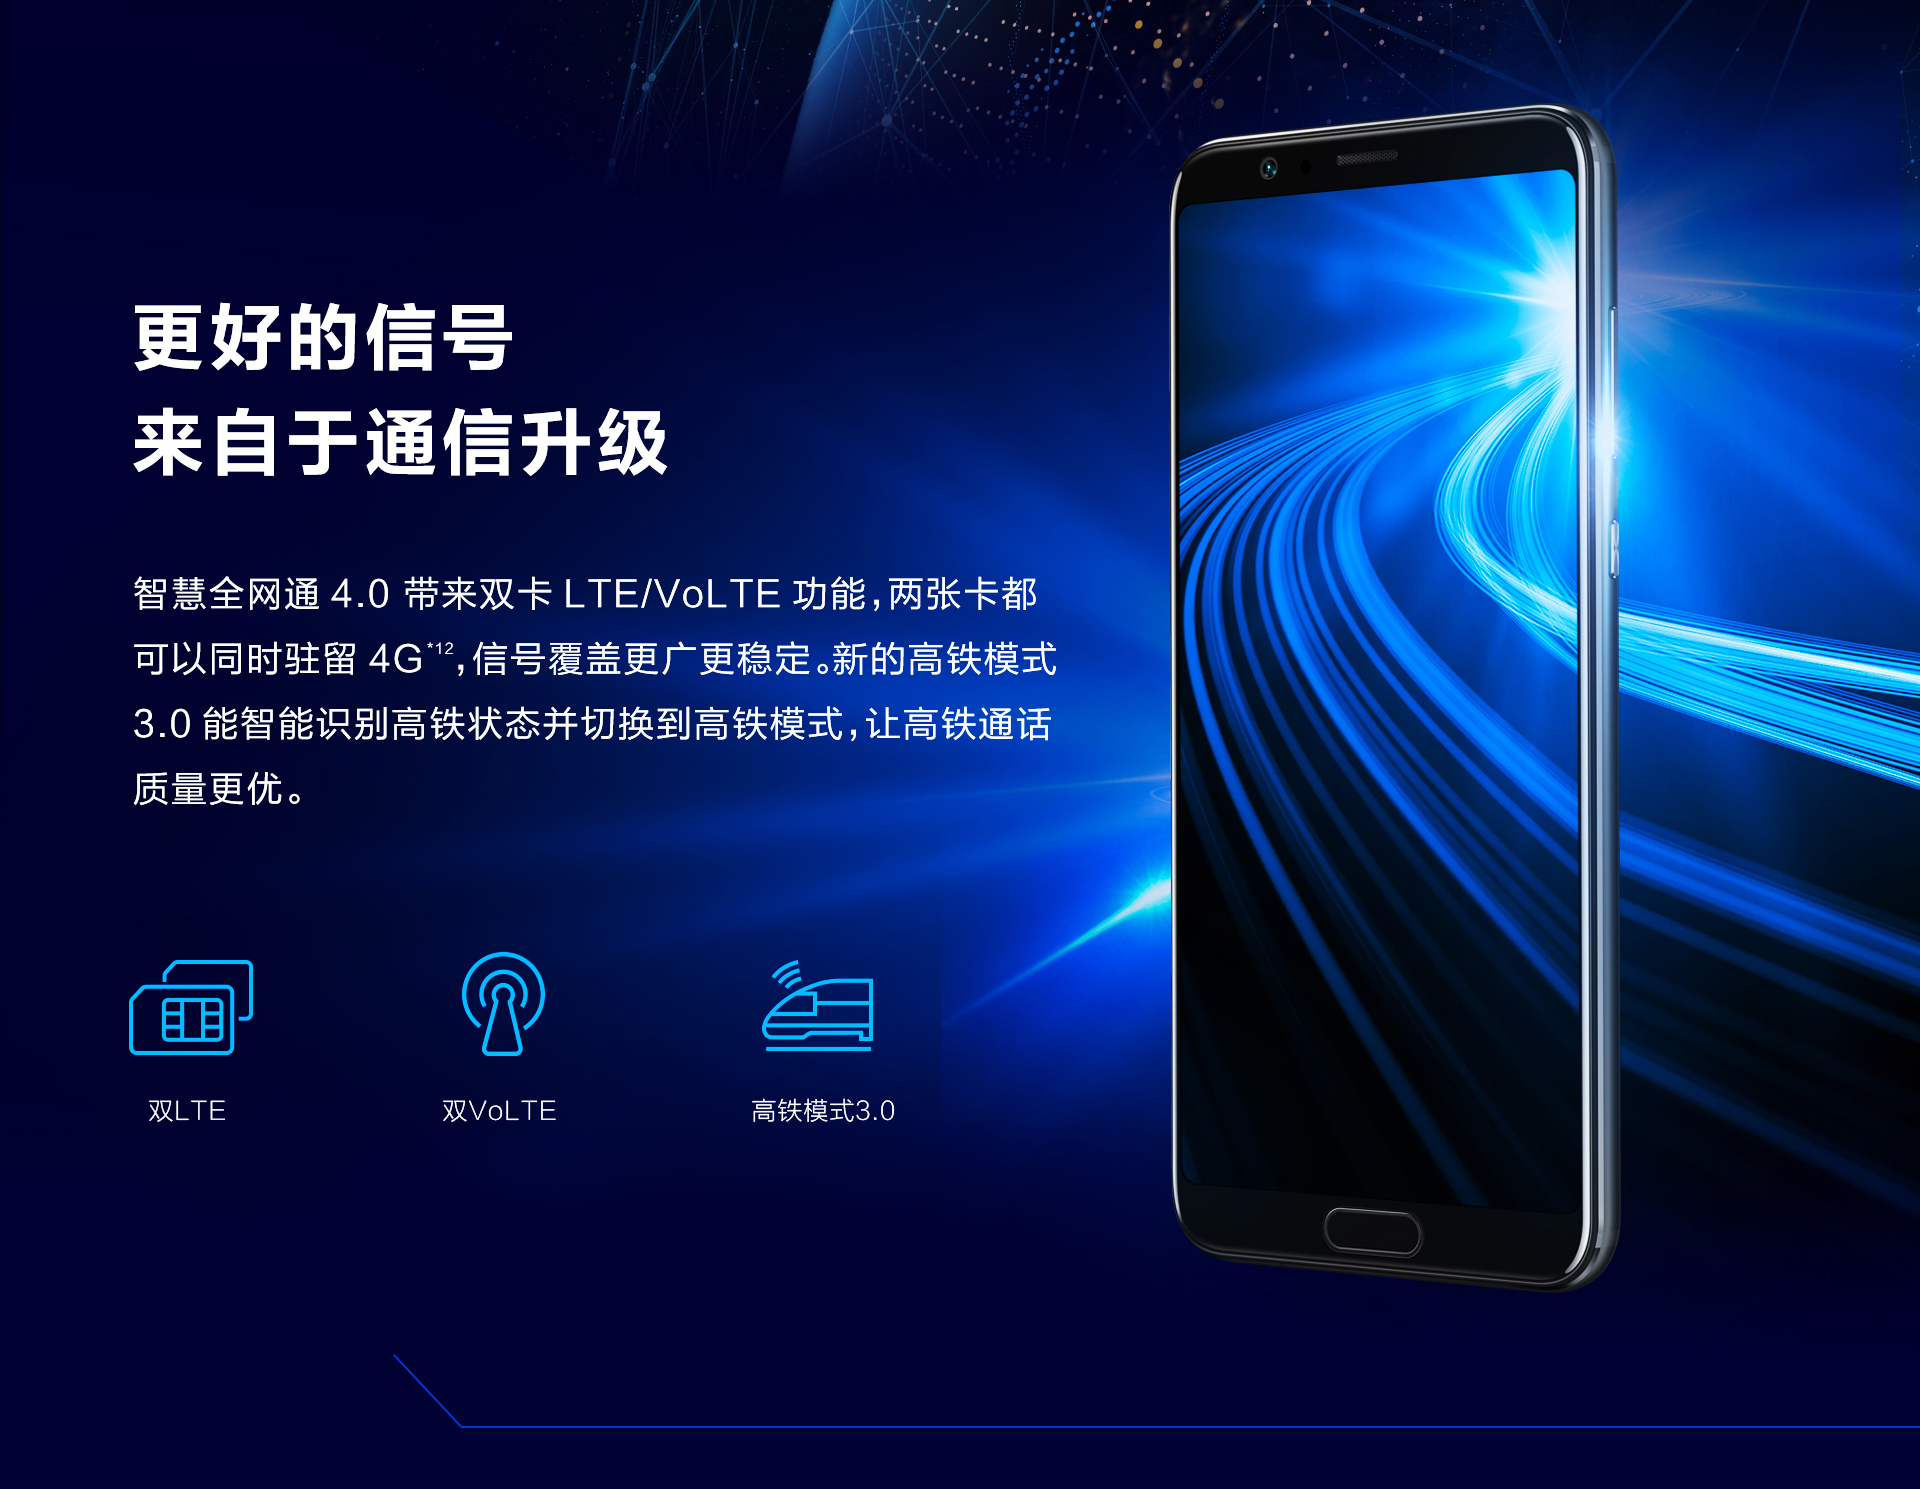 更好的信号
来自于通信升级
智慧全网通 4.0 带来双卡 LTE/VoLTE 功能，两张卡都
可以同时驻留 4G*12，信号覆盖更广更稳定。新的高铁模式
3.0 能智能识别高铁状态并切换到高铁模式，让高铁通话
质量更优。
双LTE
双VoLTE
高铁模式3.0